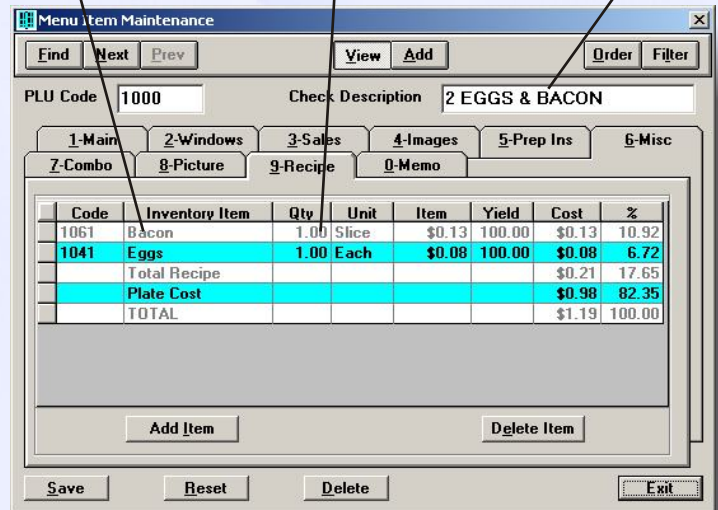 Menu Item Maintenance
Find Next Prev View Add Order Filter
PLU Code 1000 Check Description 2 EGGS & BACON
1-Main 2-Windows 3-Sales 4-Images 5-Prep Ins 6-Misc
7-Combo 8-Picture 9-Recipe 0-Memo
Code Inventory Item Qty Unit Item Yield Cost %
1061 Bacon 1.00 Slice $0.13 100.00 $0.13 10.92
1041 Eggs 1.00 Each $0.08 100.00 $0.08 6.72
Total Recipe $0.21 17.65
Plate Cost $0.98 82.35
TOTAL $1.19 100.00
Add Item Delete Item
Save Reset Delete Exit